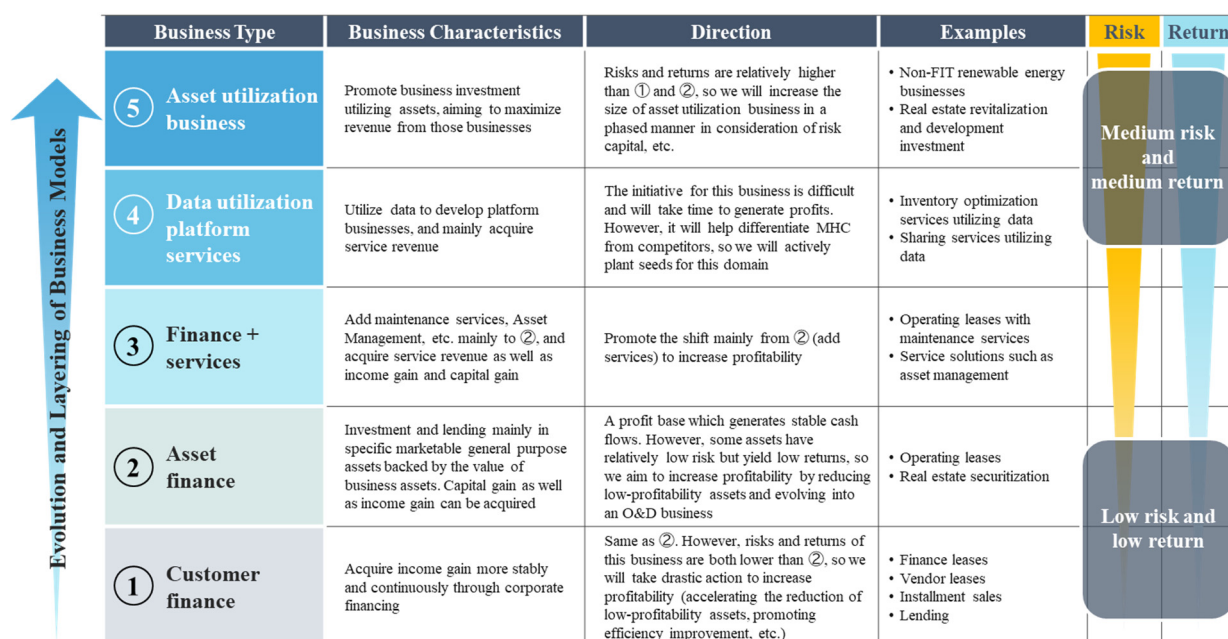 Business Type
Business Characteristics
Direction
Examples
Risk
Return
Evolution and Layering of Business Models
⑤
Asset utilization
business
Promote business investment
utilizing assets, aiming to maximize
revenue from those businesses
Risks and returns are relatively higher
than ① and ②, so we will increase the
size of asset utilization business in a
phased manner in consideration of risk
capital, etc.
• Non-FIT renewable energy
businesses
• Real estate revitalization
and development
investment
Medium risk
and
medium return
④
Data utilization
platform
services
Utilize data to develop platform
businesses, and mainly acquire
service revenue
The initiative for this business is difficult
and will take time to generate profits.
However, it will help differentiate MHC
from competitors, so we will actively
plant seeds for this domain
• Inventory optimization
services utilizing data
• Sharing services utilizing
data
③
Finance +
services
Add maintenance services, Asset
Management, etc. mainly to ②, and
acquire service revenue as well as
income gain and capital gain
Promote the shift mainly from ② (add
services) to increase profitability
• Operating leases with
maintenance services
• Service solutions such as
asset management
②
Asset
finance
Investment and lending mainly in
specific marketable general purpose
assets backed by the value of
business assets. Capital gain as well
as income gain can be acquired
A profit base which generates stable cash
flows. However, some assets have
relatively low risk but yield low returns, so
we aim to increase profitability by reducing
low-profitability assets and evolving into
an O&D business
• Operating leases
• Real estate securitization
Low risk and
low return
①
Customer
finance
Acquire income gain more stably
and continuously through corporate
financing
Same as ②. However, risks and returns of
this business are both lower than ②, so we
will take drastic action to increase
profitability (accelerating the reduction of
low-profitability assets, promoting
efficiency improvement, etc.)
• Finance leases
• Vendor leases
• Installment sales
• Lending